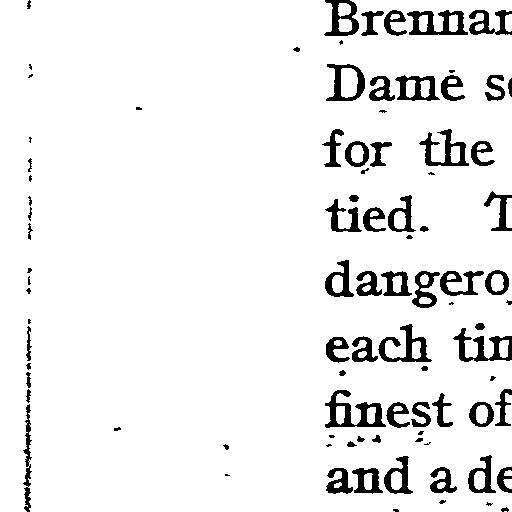 Brennan
Dame s
for the
tied. T
dangero
each tin
finest of
and a de